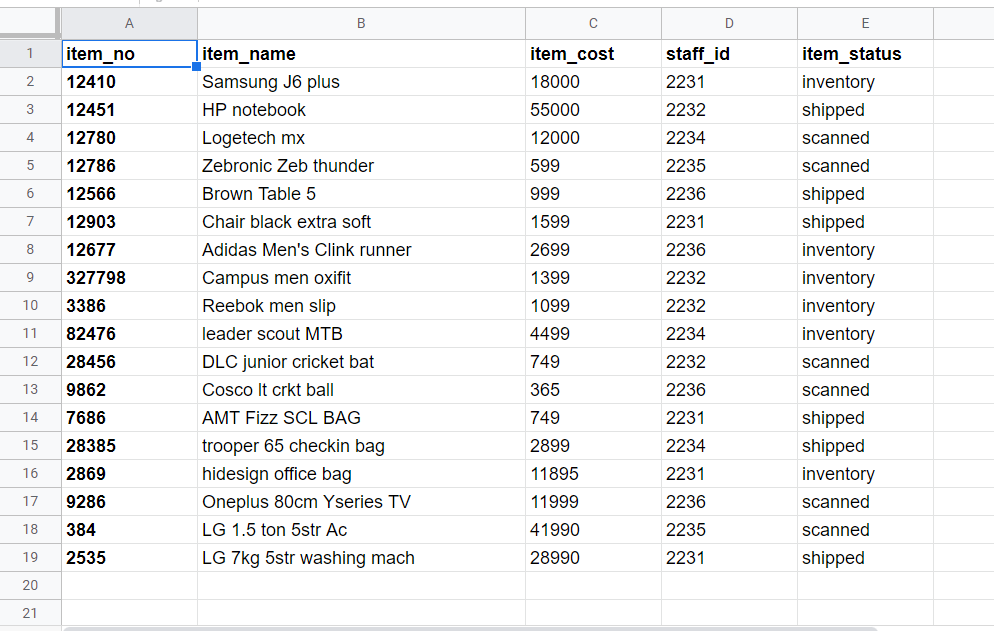 A B C D E
1 item_no item_name item_cost staff_id item_status
2 12410 Samsung J6 plus 18000 2231 inventory
3 12451 HP notebook 55000 2232 shipped
4 12780 Logetech mx 12000 2234 scanned
5 12786 Zebronic Zeb thunder 599 2235 scanned
6 12566 Brown Table 5 999 2236 shipped
7 12903 Chair black extra soft 1599 2231 shipped
8 12677 Adidas Men's Clink runner 2699 2236 inventory
9 327798 Campus men oxifit 1399 2232 inventory
10 3386 Reebok men slip 1099 2232 inventory
11 82476 leader scout MTB 4499 2234 inventory
12 28456 DLC junior cricket bat 749 2232 scanned
13 9862 Cosco lt crkt ball 365 2236 scanned
14 7686 AMT Fizz SCL BAG 749 2231 shipped
15 28385 trooper 65 checkin bag 2899 2234 shipped
16 2869 hidesign office bag 11895 2231 inventory
17 9286 Oneplus 80cm Yseries TV 11999 2236 scanned
18 384 LG 1.5 ton 5str Ac 41990 2235 scanned
19 2535 LG 7kg 5str washing mach 28990 2231 shipped
20
21